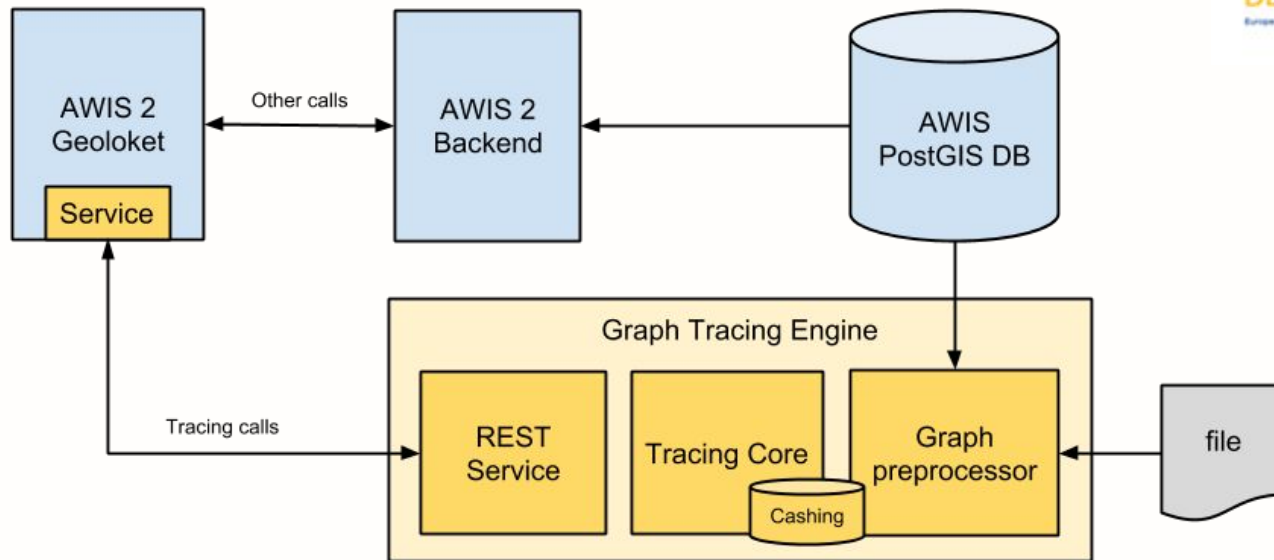 Europe
AWIS 2
Geoloket
Service
Other calls
AWIS 2
Backend
AWIS
PostGIS DB
Graph Tracing Engine
Tracing calls
REST
Service
Tracing Core
Cashing
Graph
preprocessor
file